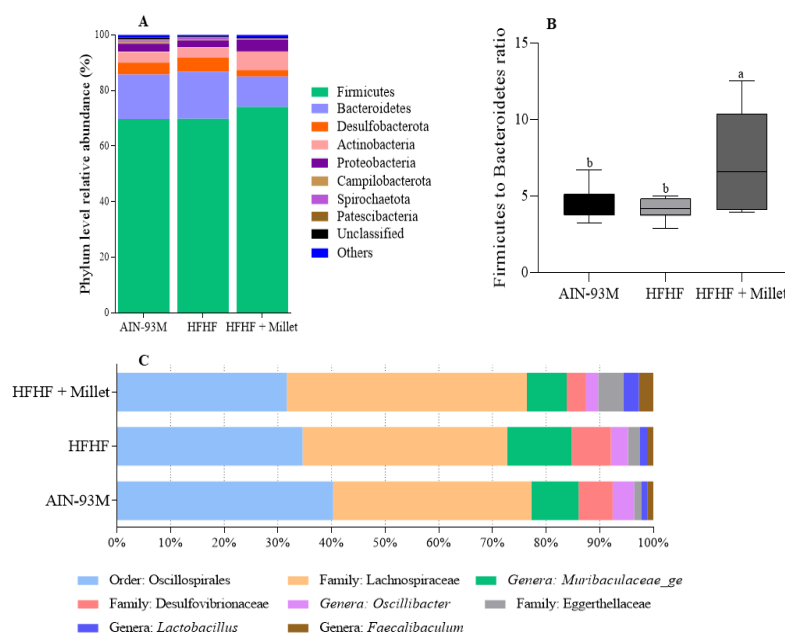 A
Phylum level relative abundance (%)
100
80
60
40
20
0
AIN-93M
HFHF
HFHF + Millet
Firmicutes
Bacteroidetes
Desulfobacterota
Actinobacteria
Proteobacteria
Campilobacterota
Spirochaetota
Patescibacteria
Unclassified
Others
B
Firmicutes to Bacteroidetes ratio
15
10
5
0
b
b
a
AIN-93M
HFHF
HFHF + Millet
C
HFHF + Millet
HFHF
AIN-93M
0% 10% 20% 30% 40% 50% 60% 70% 80% 90% 100%
Order: Oscillospirales
Family: Lachnospiraceae
Genera: Muribaculaceae_ge
Family: Desulfovibrionaceae
Genera: Oscillibacter
Family: Eggerthellaceae
Genera: Lactobacillus
Genera: Faecalibaculum